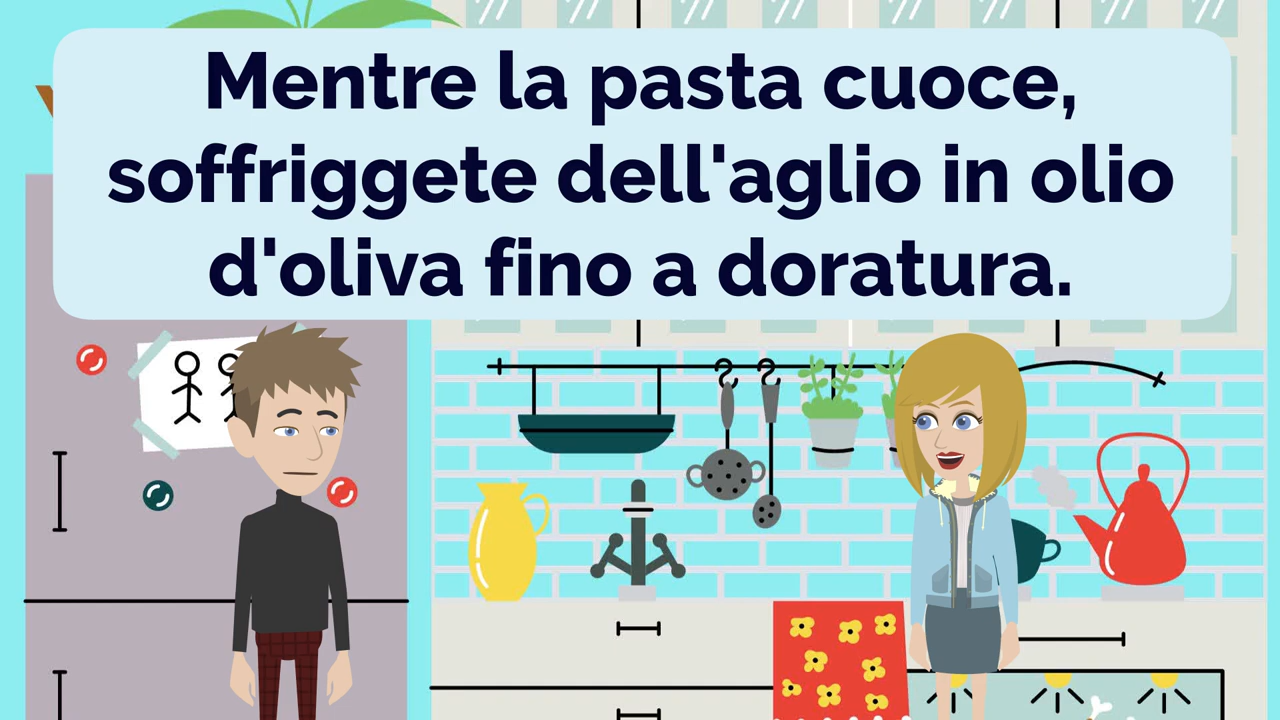 Mentre la pasta cuoce,
soffriggete dell'aglio in olio
d'oliva fino a doratura.